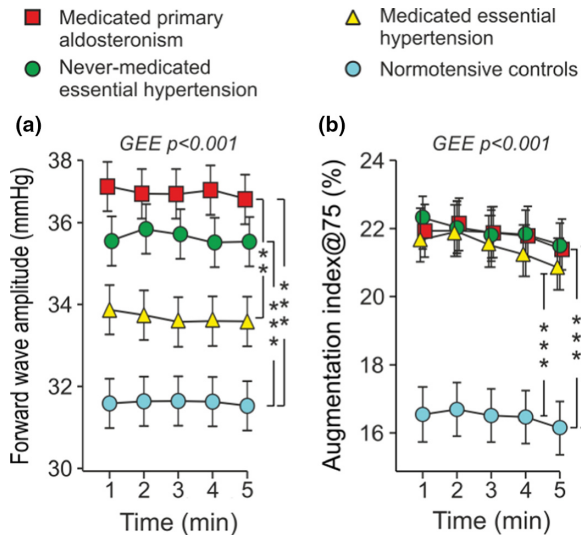 Medicated primary
aldosteronism
Never-medicated
essential hypertension
Medicated essential
hypertension
Normotensive controls
(a)
GEE p<0.001
Forward wave amplitude (mmHg)
38
36
34
32
30
**
***
***
1 2 3 4 5
Time (min)
(b)
GEE p<0.001
Augmentation index@75 (%)
24
22
20
18
16
***
***
1 2 3 4 5
Time (min)